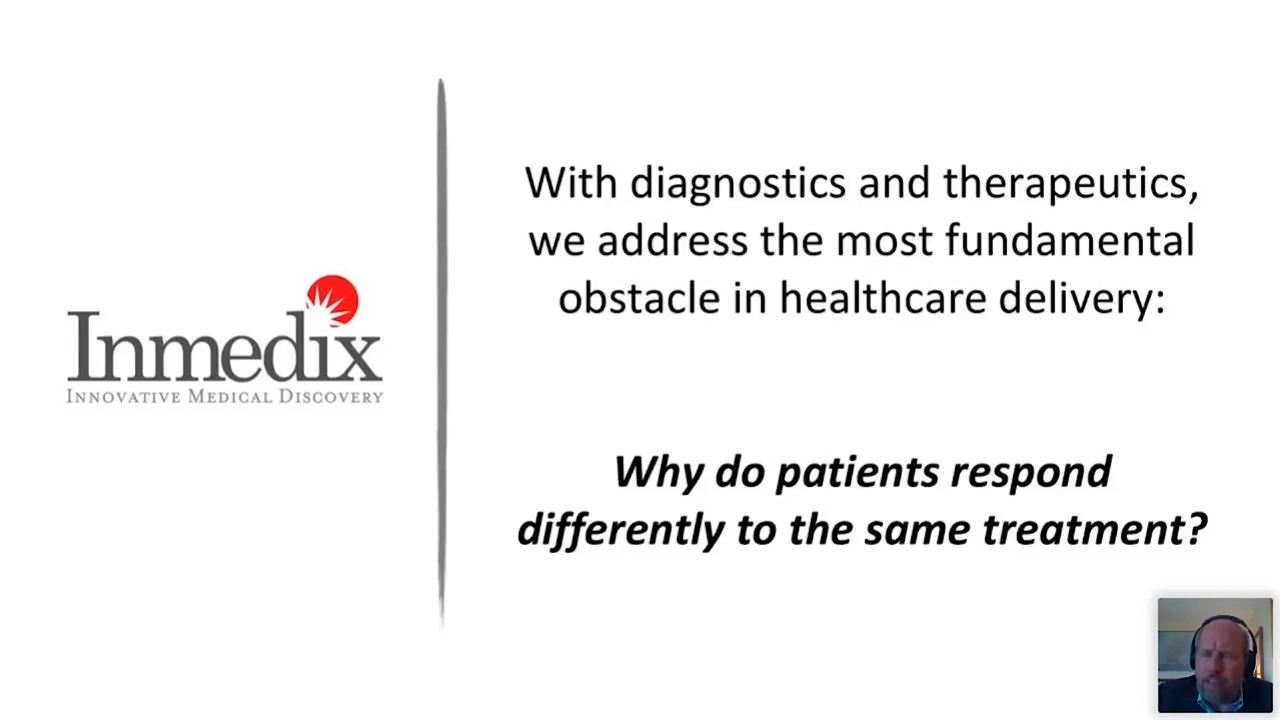 Inmedix
INNOVATIVE MEDICAL DISCOVERY
With diagnostics and therapeutics,
we address the most fundamental
obstacle in healthcare delivery:
Why do patients respond
differently to the same treatment?